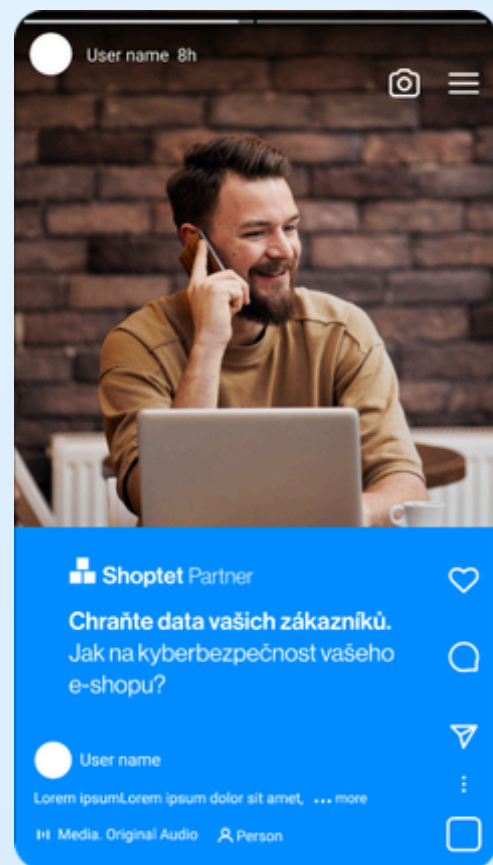 User name 8h
Shoptet Partner
Chraňte data vašich zákazníků.
Jak na kyberbezpečnost vašeho
e-shopu?
User name
Lorem ipsumLorem ipsum dolor sit amet, ... more
Media. Original Audio Person